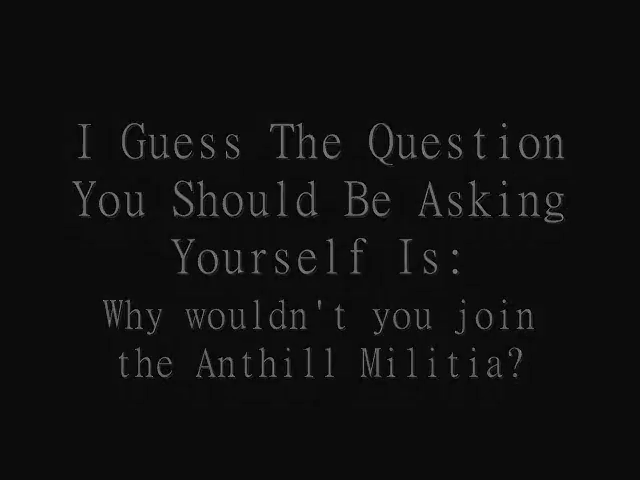 I Guess The Question
You Should Be Asking
Yourself Is:
Why wouldn't you join
the Anthill Militia?